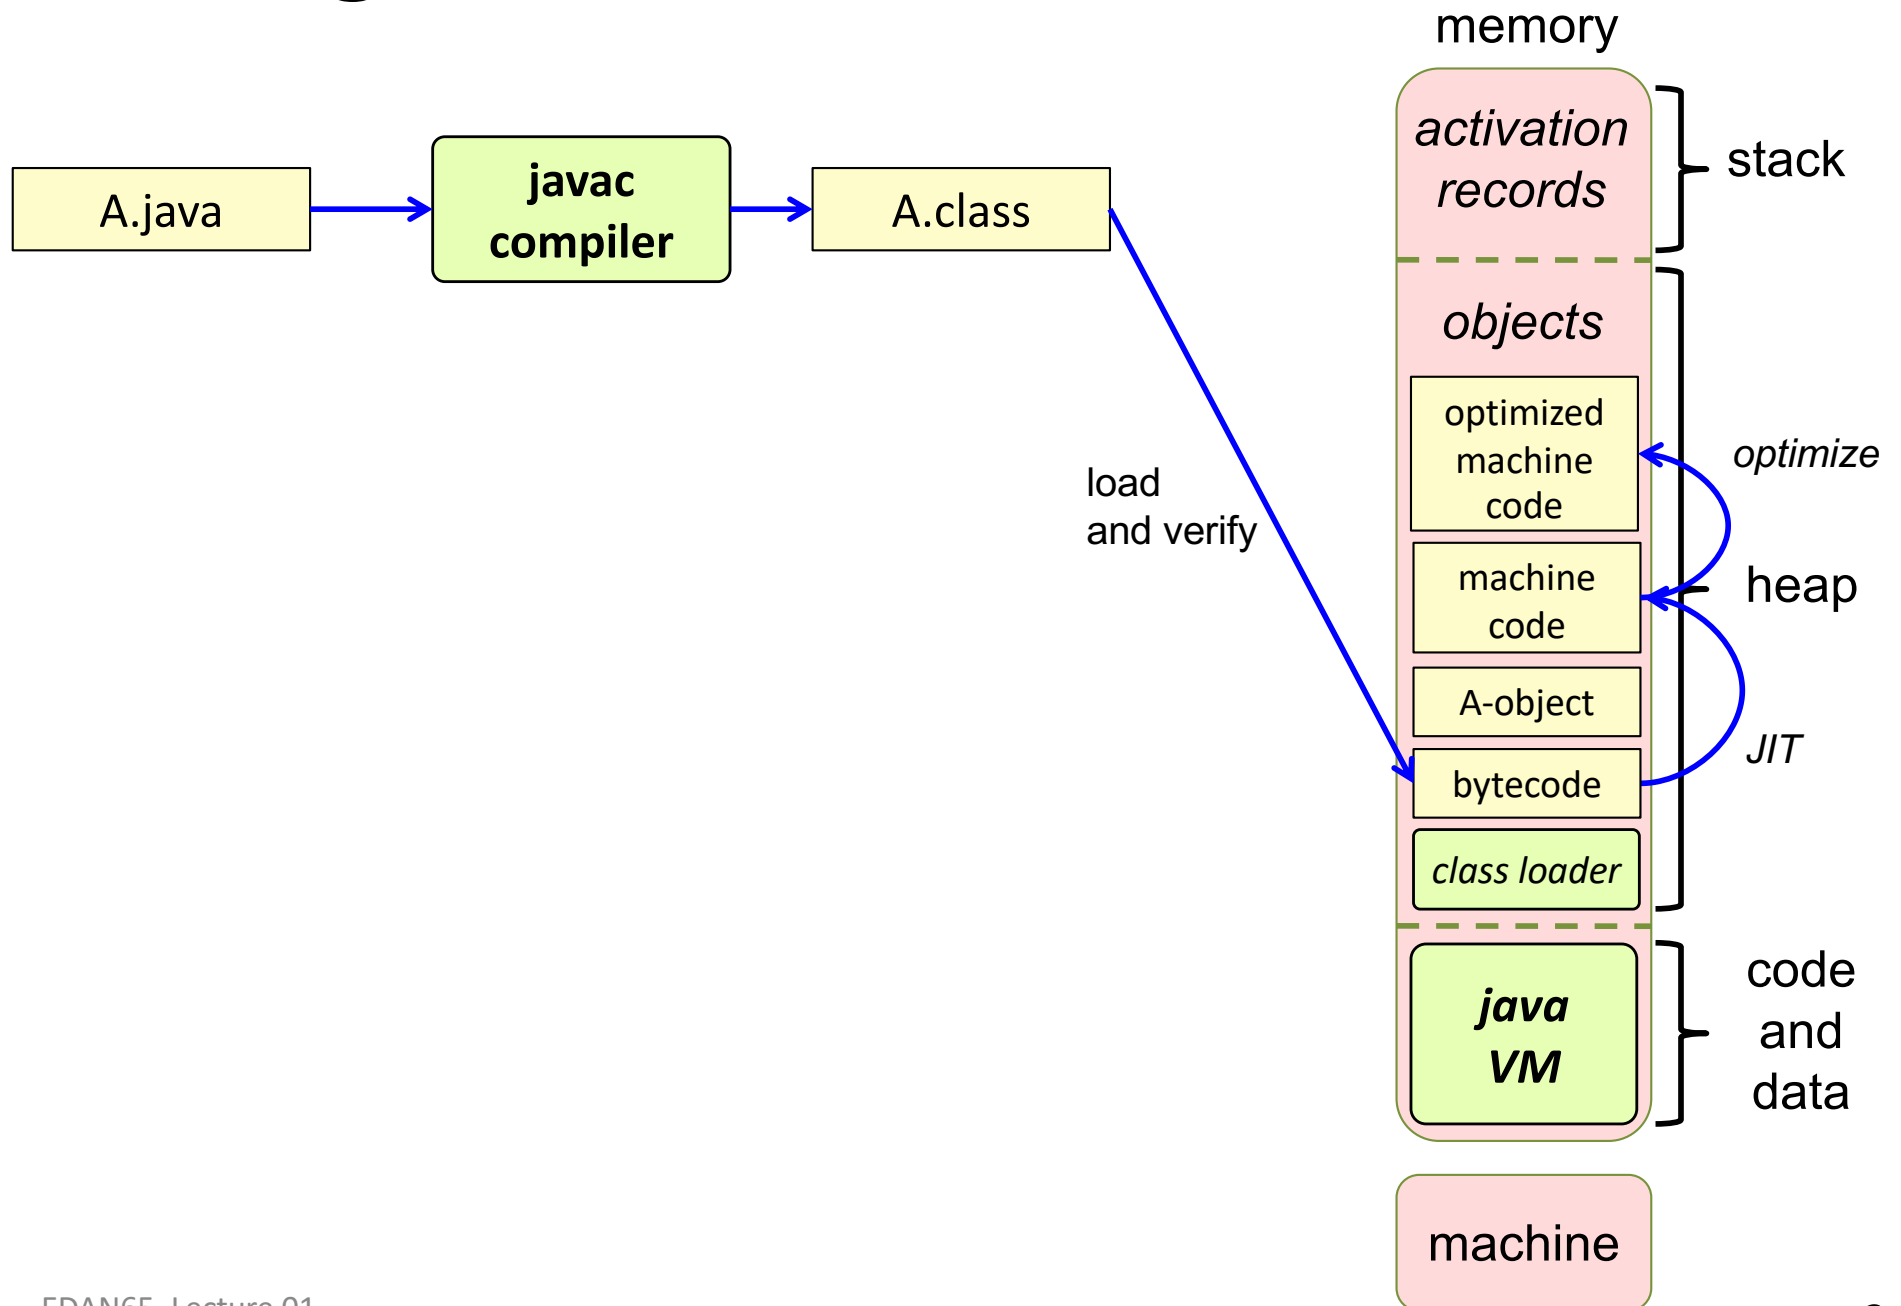 memory
activation
records
stack
A.java
javac
compiler
A.class
objects
optimized
machine
code
optimize
load
and verify
machine
code
heap
A-object
JIT
bytecode
class loader
java
VM
code
and
data
machine